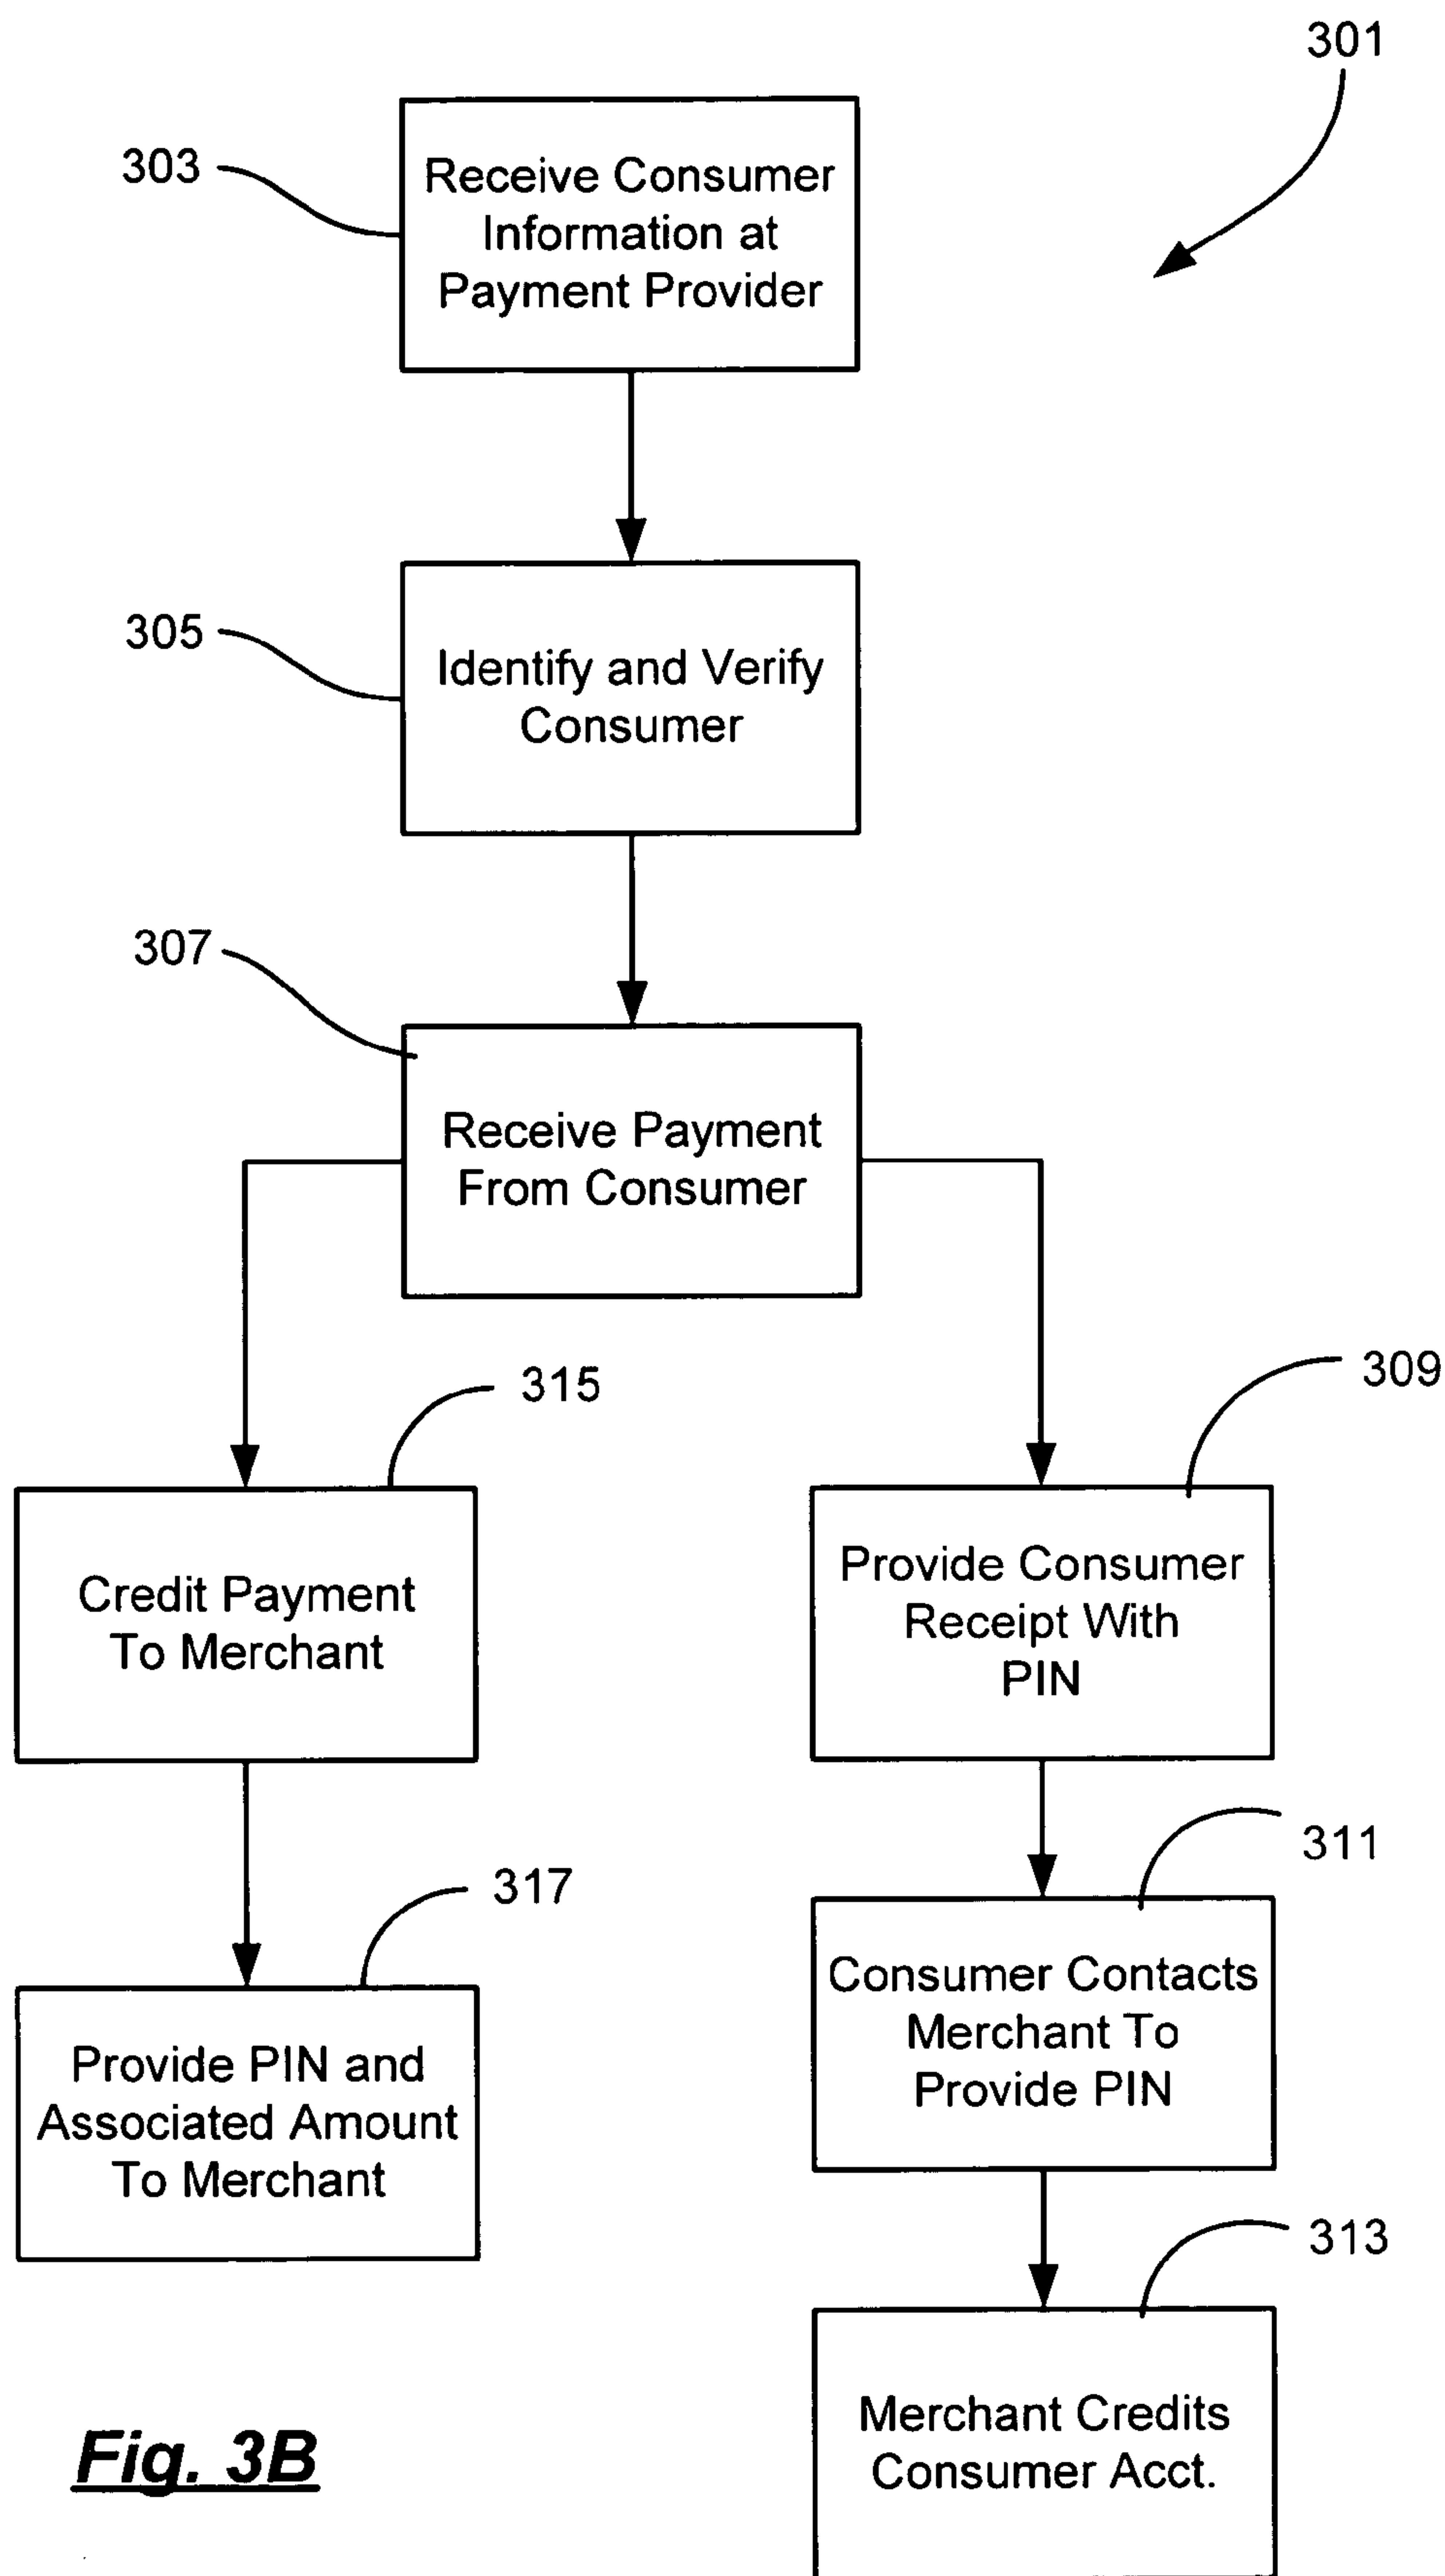 301
303
Receive Consumer
Information at
Payment Provider
305
Identify and Verify
Consumer
307
Receive Payment
From Consumer
315
309
Credit Payment
To Merchant
Provide Consumer
Receipt With
PIN
311
317
Consumer Contacts
Merchant To
Provide PIN
Provide PIN and
Associated Amount
To Merchant
313
Merchant Credits
Consumer Acct.
Fig. 3B